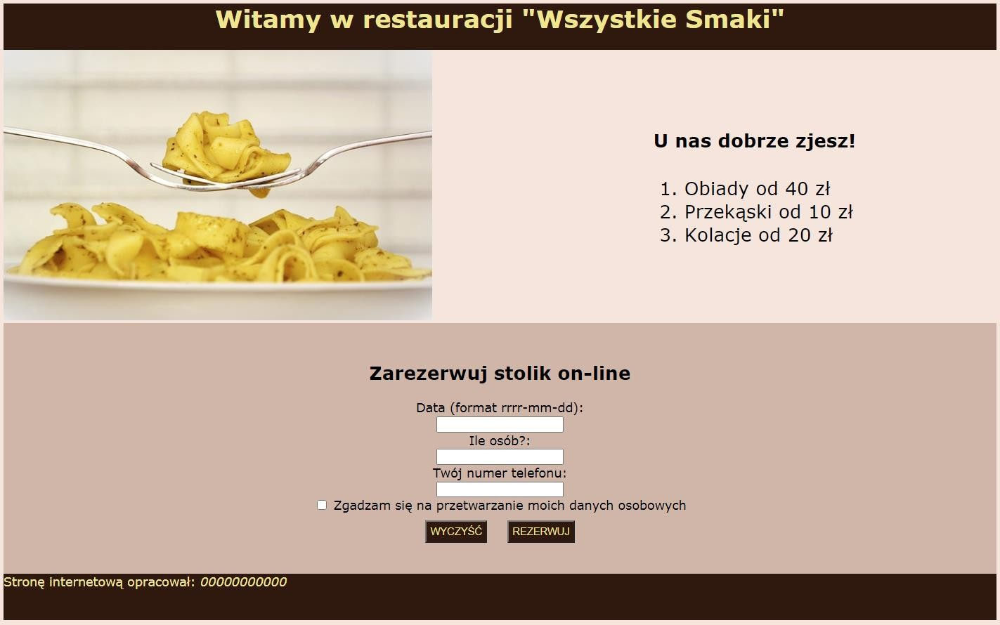 Witamy w restauracji "Wszystkie Smaki"
U nas dobrze zjesz!
1. Obiady od 40 zł
2. Przekąski od 10 zł
3. Kolacje od 20 zł
Zarezerwuj stolik on-line
Data (format rrrr-mm-dd):
Ile osób?:
Twój numer telefonu:
Zgadzam się na przetwarzanie moich danych osobowych
WYCZYŚĆ REZERWUJ
Stronę internetową opracował: 00000000000